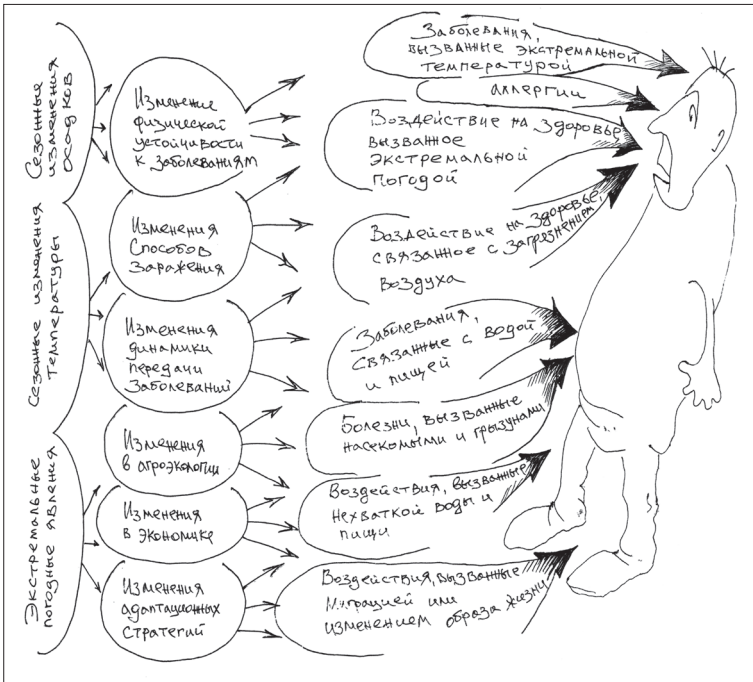 Сезонные
изменения
осадков
Сезонные изменения
температуры
Экстремальные
погодные явления
Изменение
физической
устойчивости
к заболеваниям
Изменения
способов
заражения
Изменения
динамики
передачи
заболеваний
Изменения
в агроэкологии
Изменения
в экономике
Изменения
адаптационных
стратегий
Заболевания,
вызванные экстремальной
температурой
аллергии
Воздействие на здоровье,
вызванное
экстремальной
погодой
Воздействие на здоровье,
связанное с загрезнением
воздуха
Заболевания,
связанные с водой
и пищей
Болезни, вызванные
насекомыми и грызунами
Воздействия, вызванные
нехваткой воды и
пищи
Воздействия, вызванные
миграцией или
изменением образа жизни